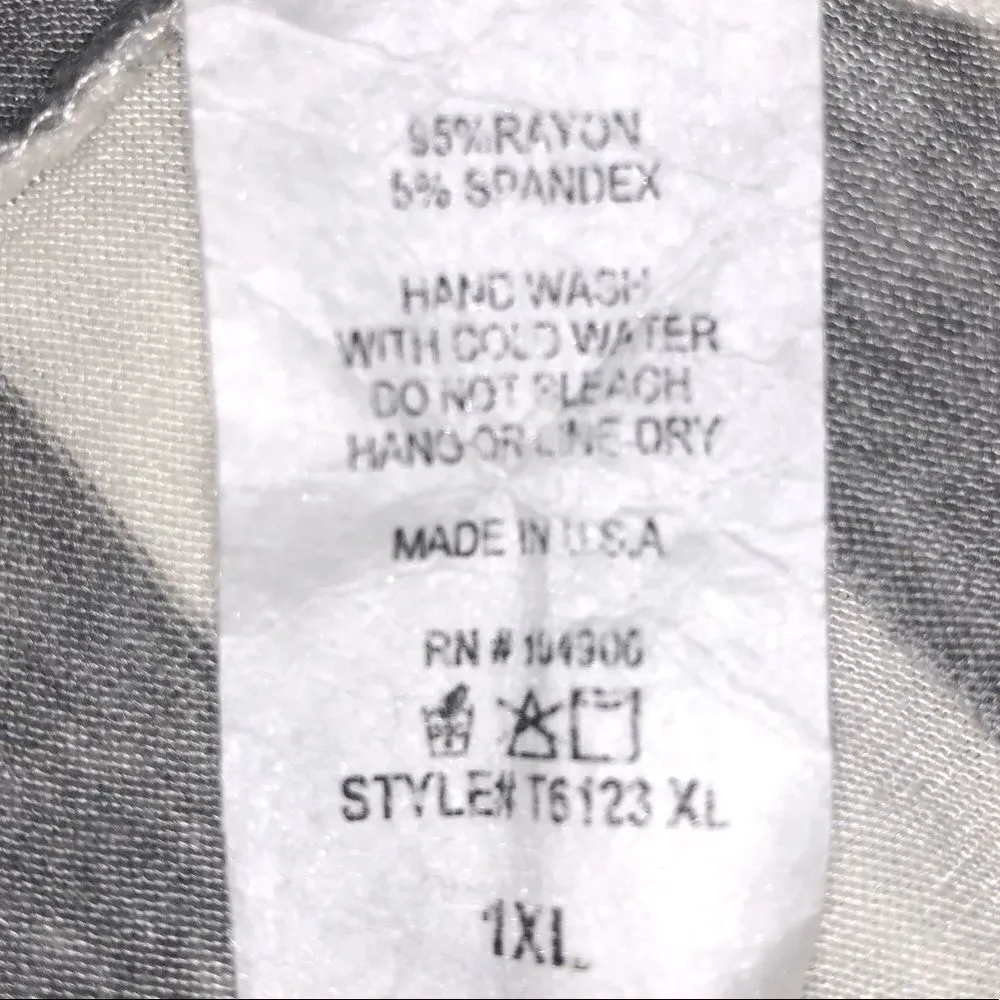 95% RAYON
5% SPANDEX
HAND WASH
WITH COLD WATER
DO NOT BLEACH
HANG OR LINE DRY
MADE IN U.S.A
RN #
STYLE# T6123 XL
1XL